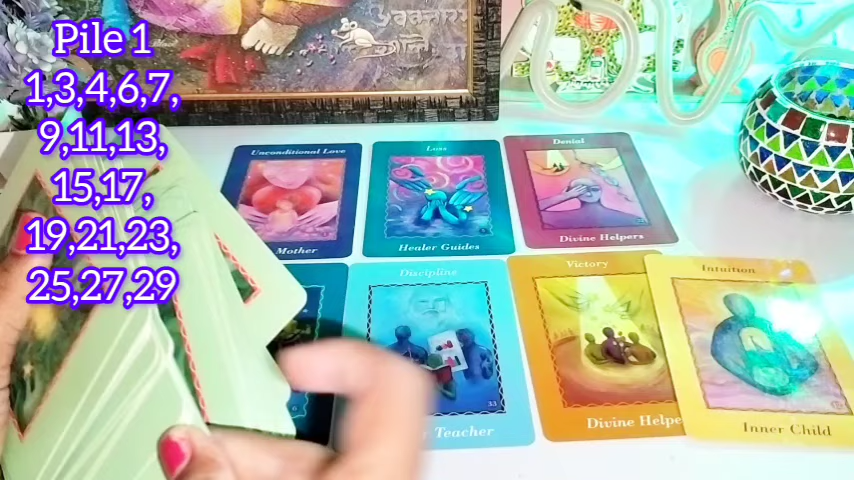 Pile 1
1,3,4,6,7,
9,11,13,
15,17,
19,21,23,
25,27,29
Unconditional Love
Loss
Denial
Mother
Healer Guides
Divine Helpers
Discipline
Victory
Intuition
33
Teacher
Divine Helpe
Inner Child